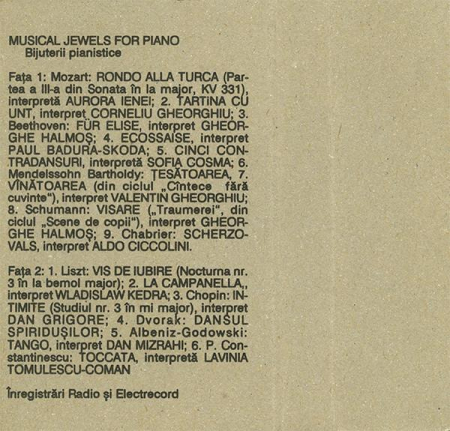 MUSICAL JEWELS FOR PIANO
Bijuterii pianistice
Fața 1: Mozart: RONDO ALLA TURCA (Par-
tea a III-a din Sonata în la major, KV 331),
interpretă AURORA IENEI; 2. TARTINA CU
UNT, interpret CORNELIU GHEORGHIU; 3.
Beethoven: FÜR ELISE, interpret GHEOR-
GHE HALMOȘ; 4. ECOSSAISE, interpret
PAUL BADURA-SKODA; 5. CINCI CON-
TRADANSURI, interpretă SOFIA COSMA; 6.
Mendelssohn Bartholdy: ȚESĂTOAREA, 7.
VÎNĂTOAREA (din ciclul „Cîntece fără
cuvinte"), interpret VALENTIN GHEORGHIU;
8. Schumann: VISARE („Traumerei", din
ciclul „Scene de copii"), interpret GHEOR-
GHE HALMOȘ; 9. Chabrier: SCHERZO-
VALS, interpret ALDO CICCOLINI.
Fața 2: 1. Liszt: VIS DE IUBIRE (Nocturna nr.
3 în la bemol major); 2. LA CAMPANELLA,,
interpret WLADISLAW KEDRA; 3. Chopin: IN-
TIMITE (Studiul nr. 3 în mi major), interpret
DAN GRIGORE; 4. Dvorak: DANSUL
SPIRIDUȘILOR; 5. Albeniz-Godowski:
TANGO, interpret DAN MIZRAHI; 6. P. Con-
stantinescu: TOCCATA, interpretă LAVINIA
TOMULESCU-COMAN
Înregistrări Radio și Electrecord